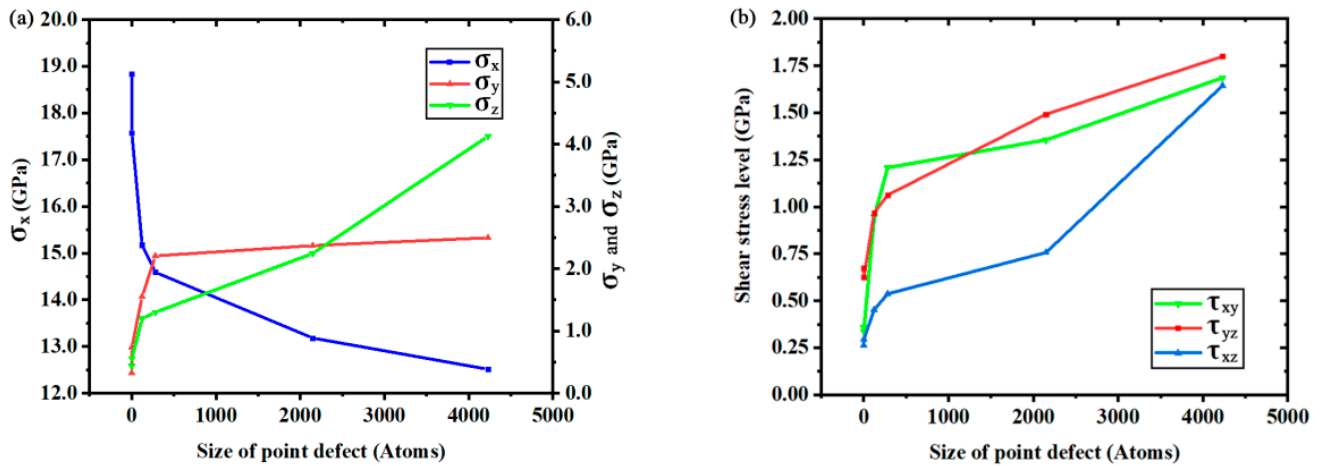 (a)
20.0
19.0
18.0
17.0
16.0
15.0
14.0
13.0
12.0
σx (GPa)
0
1000
2000
3000
4000
5000
Size of point defect (Atoms)
σx
σy
σz
6.0
5.0
4.0
3.0
2.0
1.0
0.0
σy and σz (GPa)
(b)
2.00
1.75
1.50
1.25
1.00
0.75
0.50
0.25
0.00
Shear stress level (GPa)
0
1000
2000
3000
4000
5000
Size of point defect (Atoms)
τxy
τyz
τxz